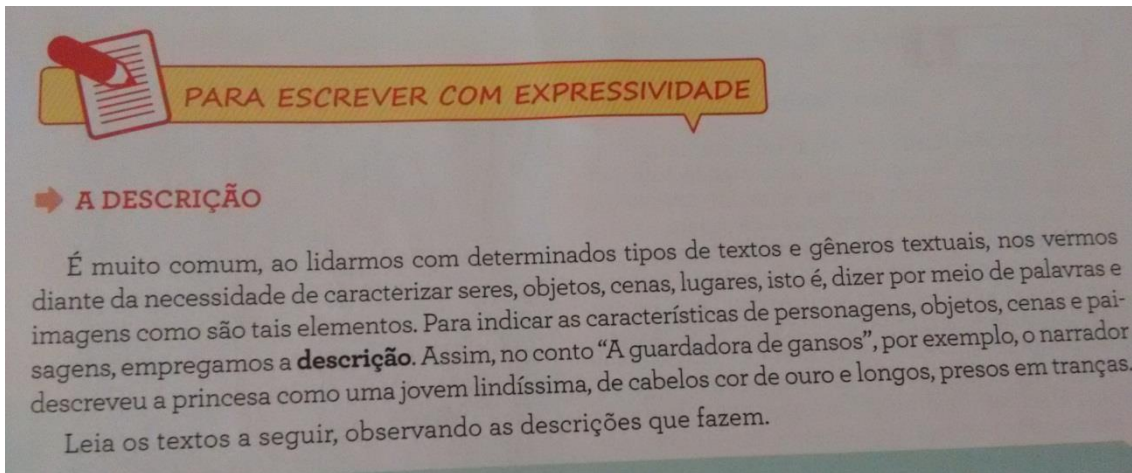 PARA ESCREVER COM EXPRESSIVIDADE
A DESCRIÇÃO
É muito comum, ao lidarmos com determinados tipos de textos e gêneros textuais, nos vermos
diante da necessidade de caracterizar seres, objetos, cenas, lugares, isto é, dizer por meio de palavras e
imagens como são tais elementos. Para indicar as características de personagens, objetos, cenas e pai-
sagens, empregamos a descrição. Assim, no conto “A guardadora de gansos”, por exemplo, o narrador
descreveu a princesa como uma jovem lindíssima, de cabelos cor de ouro e longos, presos em tranças.
Leia os textos a seguir, observando as descrições que fazem.